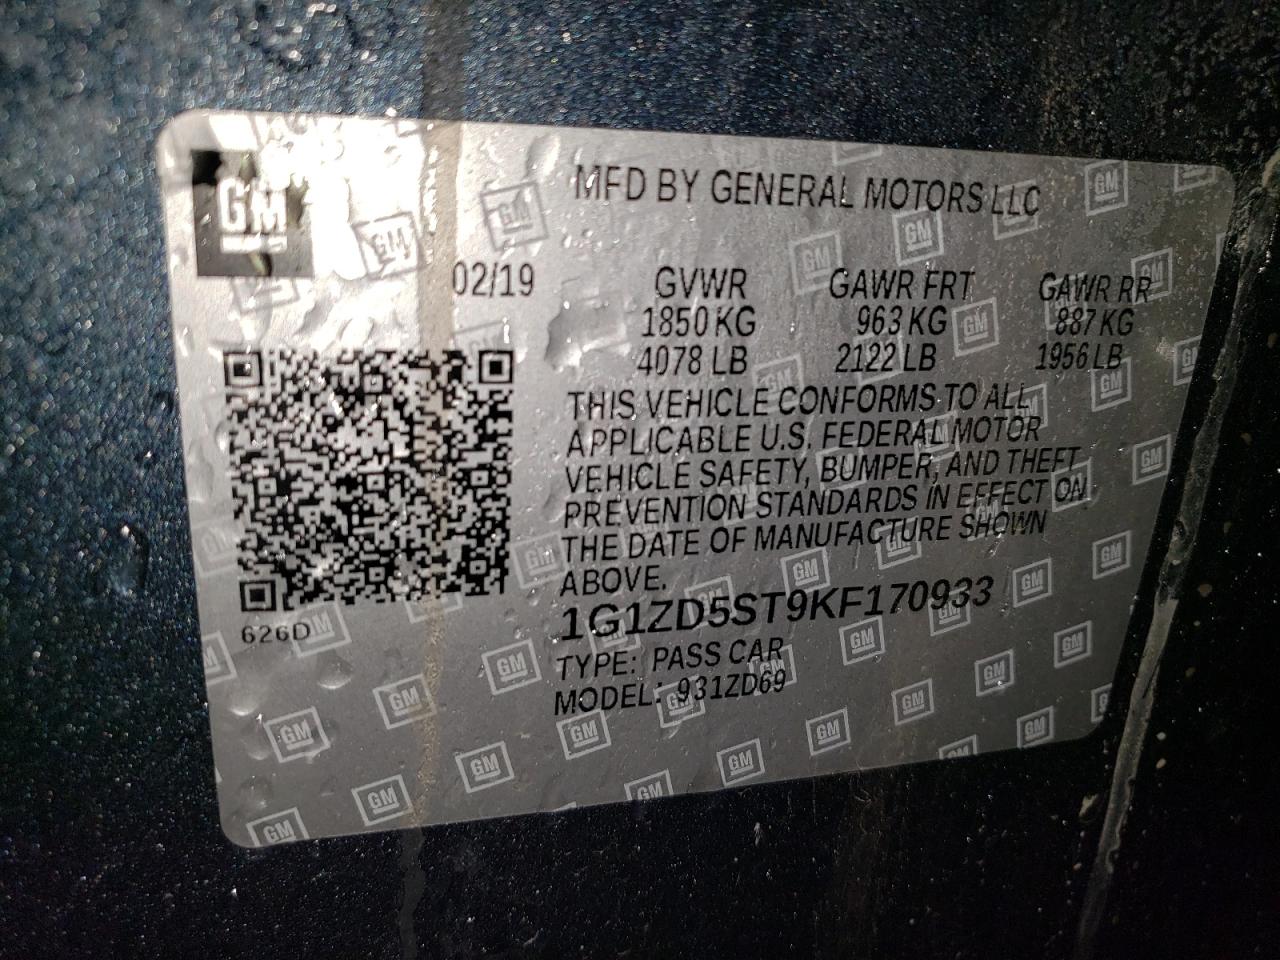 GM
MFD BY GENERAL MOTORS LLC
02/19
GVWR GAWR FRT GAWR RR
1850 KG 963 KG 887 KG
4078 LB 2122 LB 1956 LB
THIS VEHICLE CONFORMS TO ALL
APPLICABLE U.S. FEDERAL MOTOR
VEHICLE SAFETY, BUMPER, AND THEFT
PREVENTION STANDARDS IN EFFECT ON
THE DATE OF MANUFACTURE SHOWN
ABOVE.
1G1ZD5ST9KF170933
626D
TYPE: PASS CAR
MODEL: 931ZD69